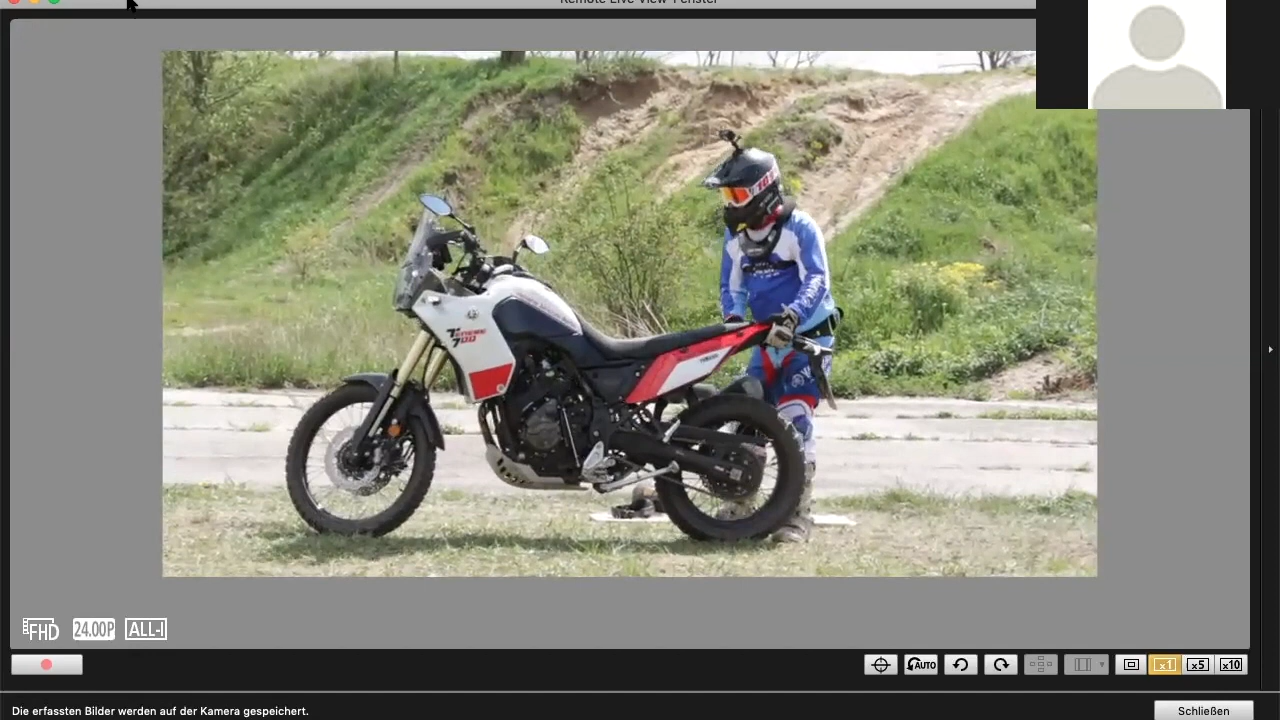 Remote Live View-Fenster
Ténéré
700
YAMAHA
FHD 24.00P ALL-I
AUTO
x1 x5 x10
Die erfassten Bilder werden auf der Kamera gespeichert.
Schließen